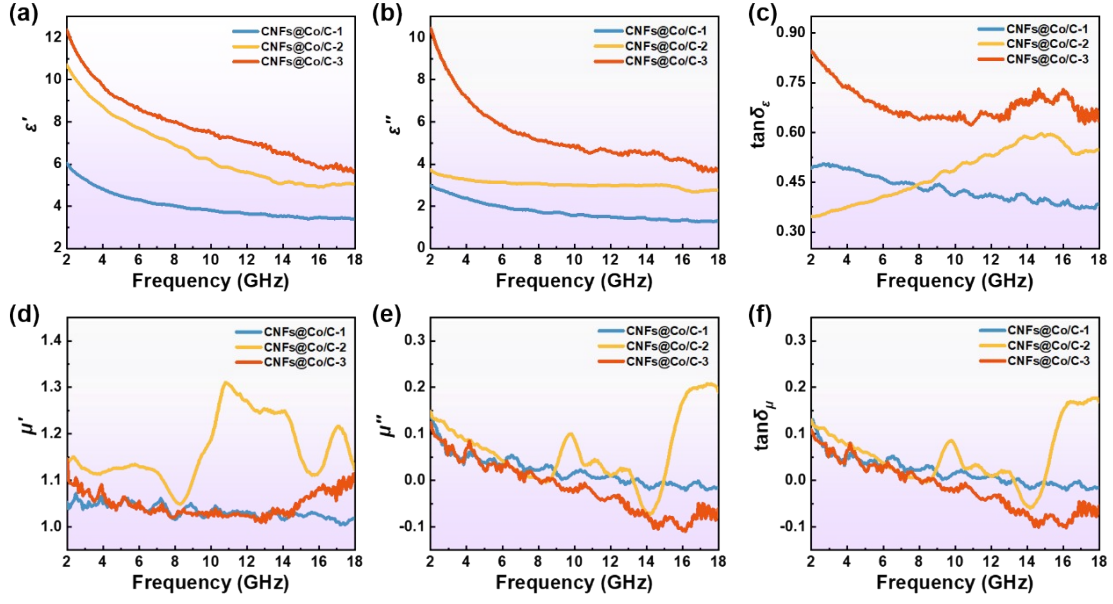 (a)
CNFs@Co/C-1
CNFs@Co/C-2
CNFs@Co/C-3
12
10
8
6
4
2
ε′
2 4 6 8 10 12 14 16 18
Frequency (GHz)
(b)
CNFs@Co/C-1
CNFs@Co/C-2
CNFs@Co/C-3
10
8
6
4
2
0
ε″
2 4 6 8 10 12 14 16 18
Frequency (GHz)
(c)
CNFs@Co/C-1
CNFs@Co/C-2
CNFs@Co/C-3
0.90
0.75
0.60
0.45
0.30
tanδε
2 4 6 8 10 12 14 16 18
Frequency (GHz)
(d)
CNFs@Co/C-1
CNFs@Co/C-2
CNFs@Co/C-3
1.4
1.3
1.2
1.1
1.0
μ′
2 4 6 8 10 12 14 16 18
Frequency (GHz)
(e)
CNFs@Co/C-1
CNFs@Co/C-2
CNFs@Co/C-3
0.3
0.2
0.1
0.0
-0.1
μ″
2 4 6 8 10 12 14 16 18
Frequency (GHz)
(f)
CNFs@Co/C-1
CNFs@Co/C-2
CNFs@Co/C-3
0.3
0.2
0.1
0.0
-0.1
tanδμ
2 4 6 8 10 12 14 16 18
Frequency (GHz)